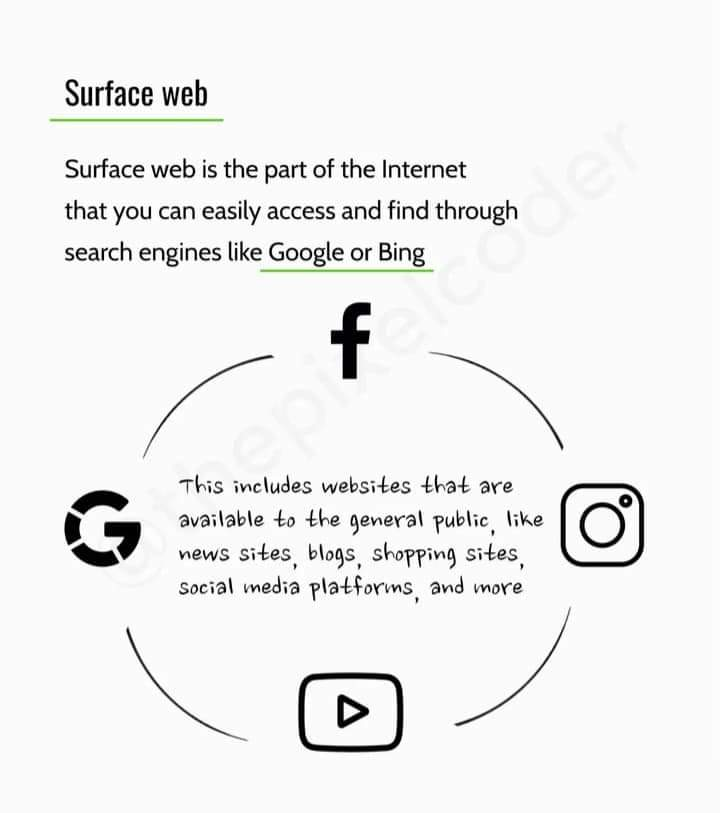 Surface web
Surface web is the part of the Internet
that you can easily access and find through
search engines like Google or Bing
This includes websites that are
available to the general public, like
news sites, blogs, shopping sites,
social media platforms, and more
@thepixelcoder